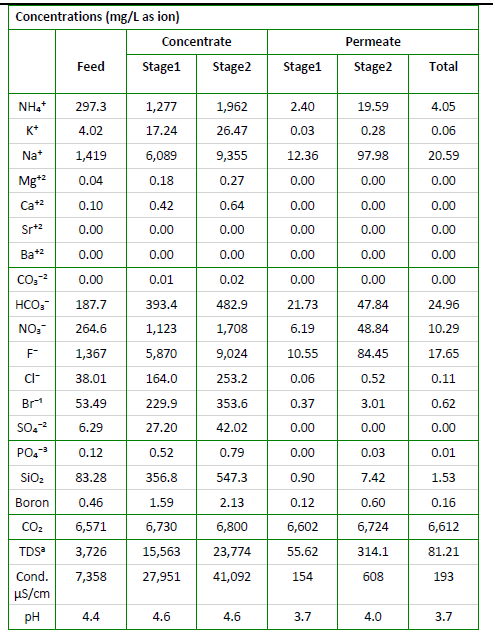 Concentrations (mg/L as ion)
Concentrate Permeate
Feed Stage1 Stage2 Stage1 Stage2 Total
NH₄⁺ 297.3 1,277 1,962 2.40 19.59 4.05
K⁺ 4.02 17.24 26.47 0.03 0.28 0.06
Na⁺ 1,419 6,089 9,355 12.36 97.98 20.59
Mg⁺² 0.04 0.18 0.27 0.00 0.00 0.00
Ca⁺² 0.10 0.42 0.64 0.00 0.00 0.00
Sr⁺² 0.00 0.00 0.00 0.00 0.00 0.00
Ba⁺² 0.00 0.00 0.00 0.00 0.00 0.00
CO₃⁻² 0.00 0.01 0.02 0.00 0.00 0.00
HCO₃⁻ 187.7 393.4 482.9 21.73 47.84 24.96
NO₃⁻ 264.6 1,123 1,708 6.19 48.84 10.29
F⁻ 1,367 5,870 9,024 10.55 84.45 17.65
Cl⁻ 38.01 164.0 253.2 0.06 0.52 0.11
Br⁻¹ 53.49 229.9 353.6 0.37 3.01 0.62
SO₄⁻² 6.29 27.20 42.02 0.00 0.00 0.00
PO₄⁻³ 0.12 0.52 0.79 0.00 0.03 0.01
SiO₂ 83.28 356.8 547.3 0.90 7.42 1.53
Boron 0.46 1.59 2.13 0.12 0.60 0.16
CO₂ 6,571 6,730 6,800 6,602 6,724 6,612
TDSᵃ 3,726 15,563 23,774 55.62 314.1 81.21
Cond. 7,358 27,951 41,092 154 608 193
µS/cm
pH 4.4 4.6 4.6 3.7 4.0 3.7